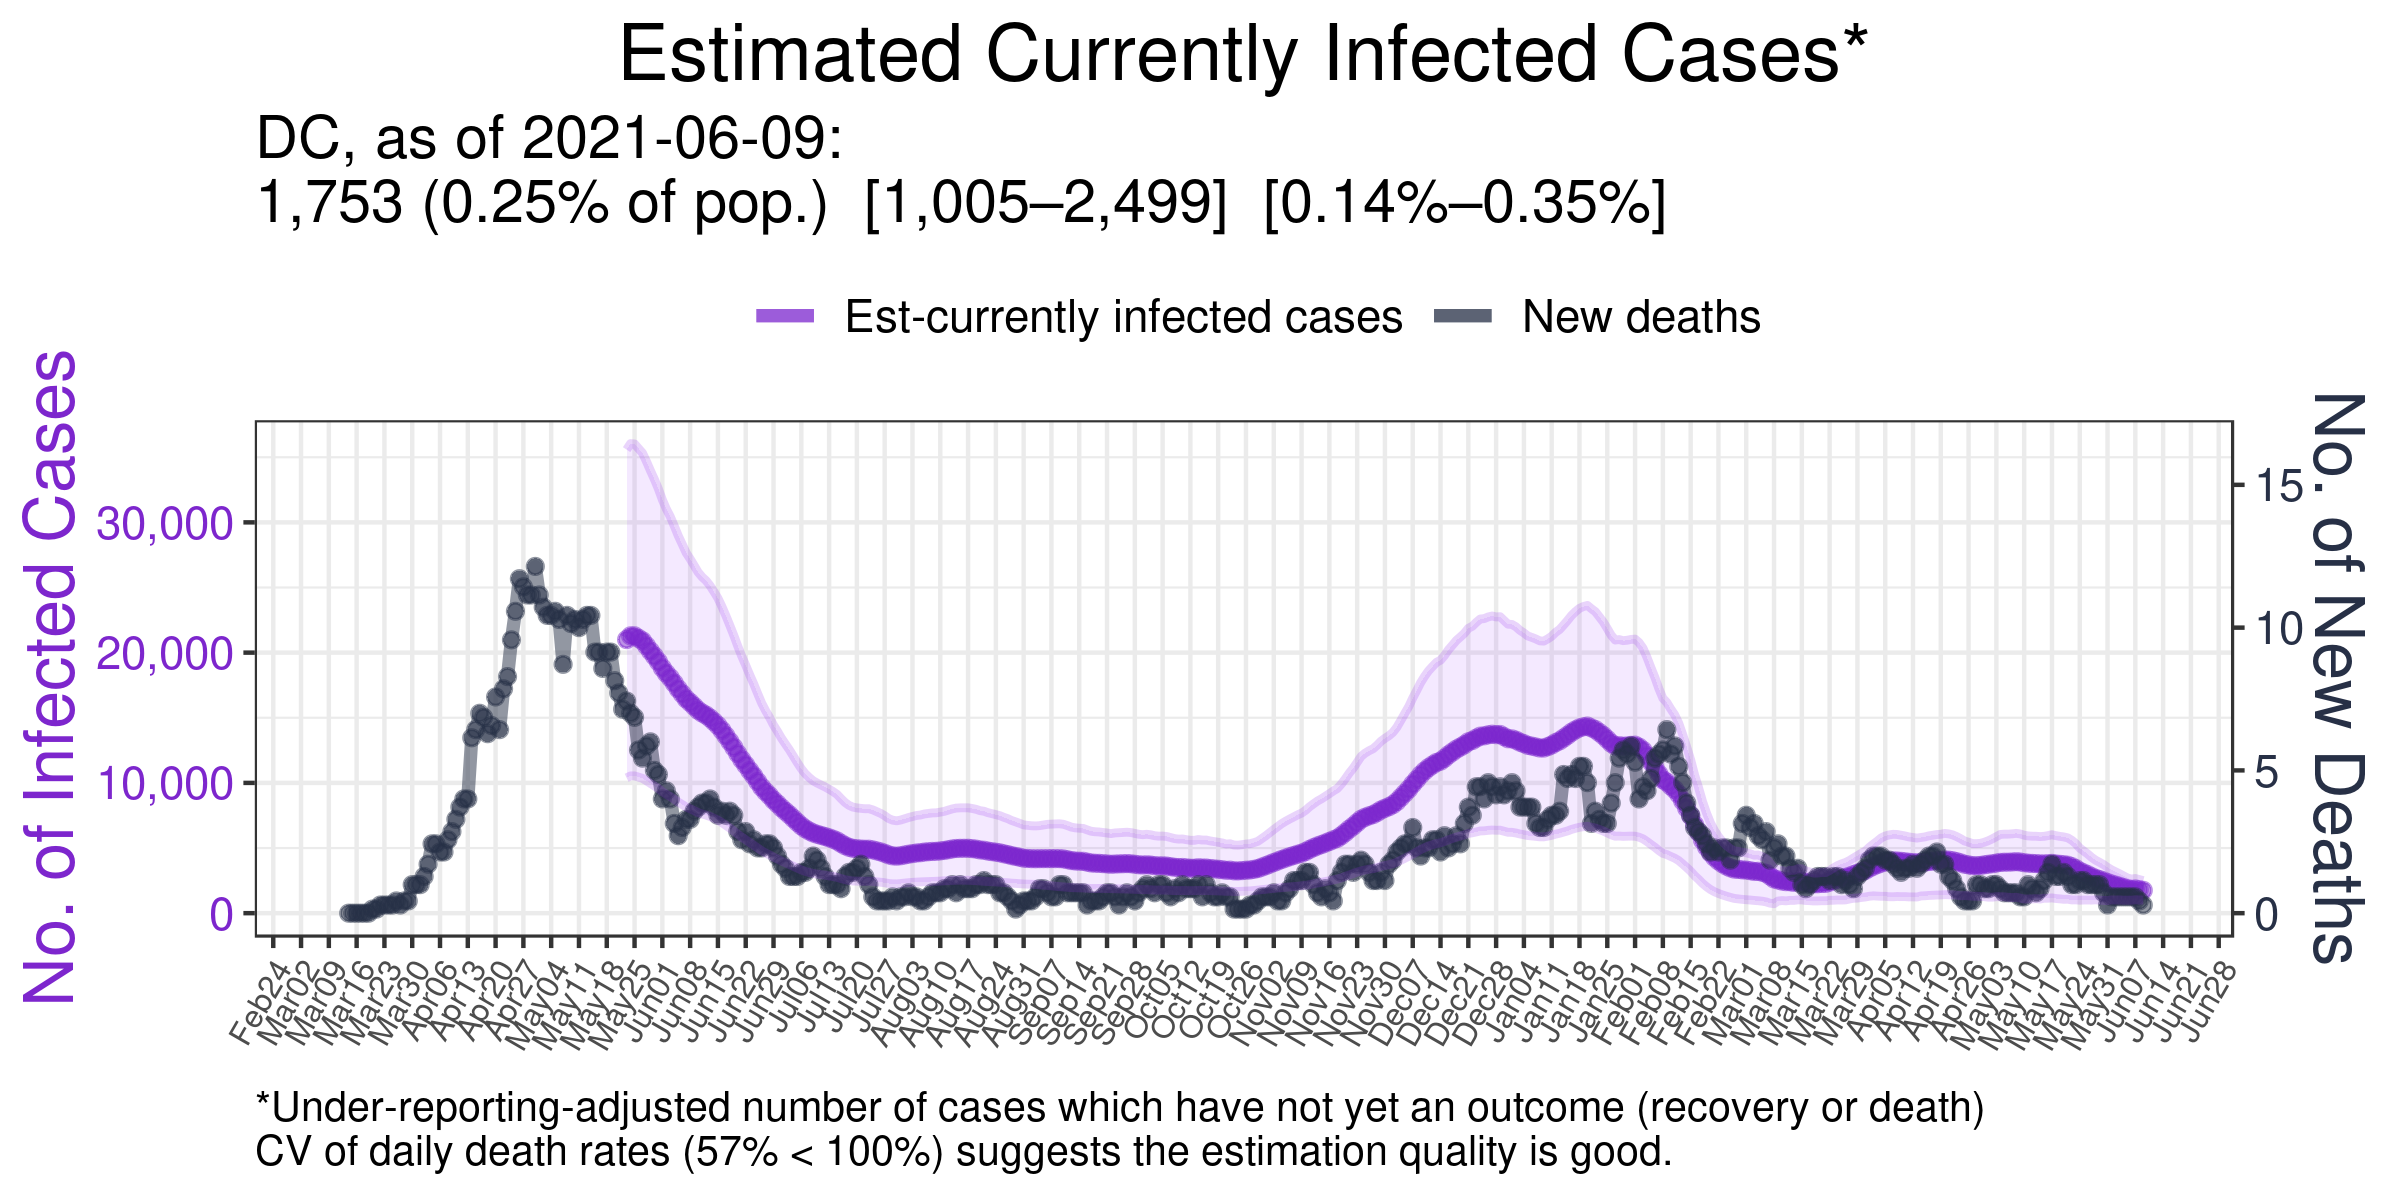 Estimated Currently Infected Cases*
DC, as of 2021-06-09:
1,753 (0.25% of pop.)  [1,005–2,499]  [0.14%–0.35%]
Est-currently infected cases New deaths
No. of Infected Cases
30,000
20,000
10,000
0
15
10
5
0
No. of New Deaths
Feb24 Mar02 Mar09 Mar16 Mar23 Mar30 Apr06 Apr13 Apr20 Apr27 May04 May11 May18 May25 Jun01 Jun08 Jun15 Jun22 Jun29 Jul06 Jul13 Jul20 Jul27 Aug03 Aug10 Aug17 Aug24 Aug31 Sep07 Sep14 Sep21 Sep28 Oct05 Oct12 Oct19 Oct26 Nov02 Nov09 Nov16 Nov23 Nov30 Dec07 Dec14 Dec21 Dec28 Jan04 Jan11 Jan18 Jan25 Feb01 Feb08 Feb15 Feb22 Mar01 Mar08 Mar15 Mar22 Mar29 Apr05 Apr12 Apr19 Apr26 May03 May10 May17 May24 May31 Jun07 Jun14 Jun21 Jun28
*Under-reporting-adjusted number of cases which have not yet an outcome (recovery or death)
CV of daily death rates (57% < 100%) suggests the estimation quality is good.